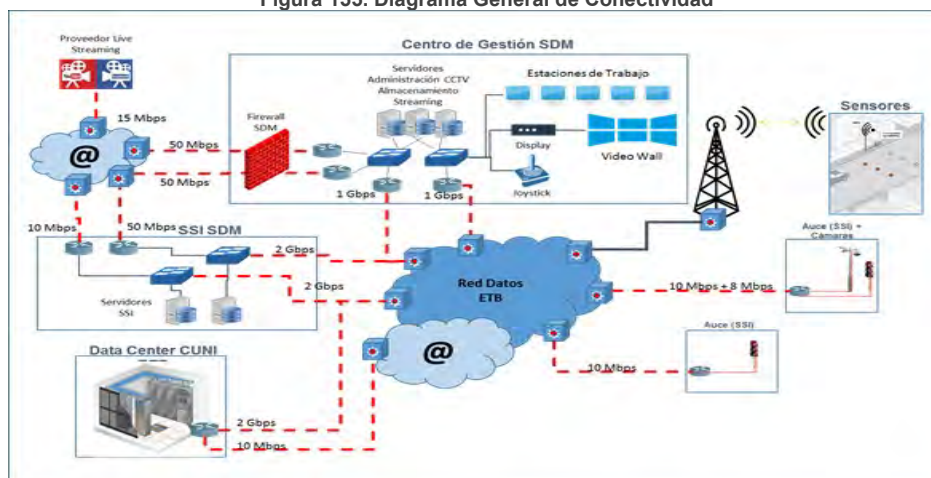 Figura 155. Diagrama General de Conectividad
Proveedor Live
Streaming
Centro de Gestión SDM
Servidores
Administración CCTV
Almacenamiento
Streaming
Estaciones de Trabajo
Sensores
15 Mbps
Firewall
SDM
@
50 Mbps
50 Mbps
Display
Video Wall
Joystick
1 Gbps
1 Gbps
10 Mbps
50 Mbps
SSI SDM
2 Gbps
2 Gbps
Servidores
SSI
Red Datos
ETB
Auce (SSI) +
Cámaras
10 Mbps + 8 Mbps
Auce (SSI)
10 Mbps
@
Data Center CUNI
2 Gbps
10 Mbps